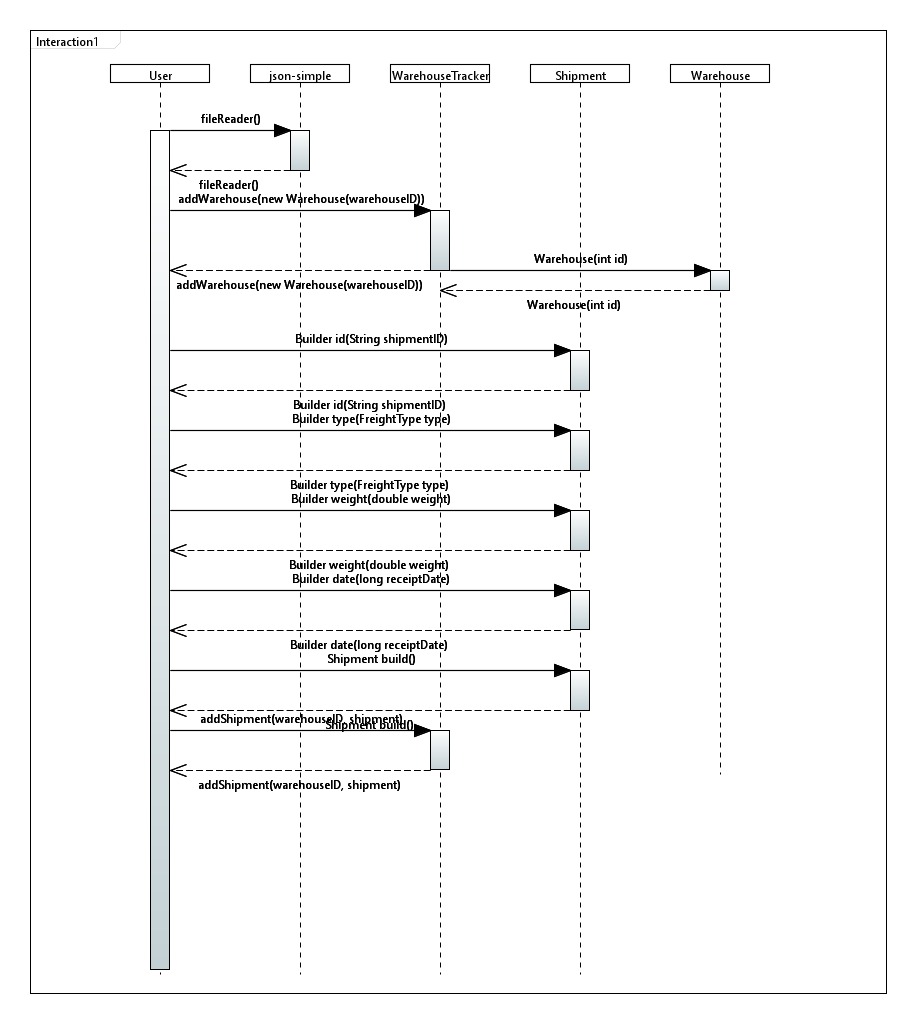 Interaction1
User
json-simple
WarehouseTracker
Shipment
Warehouse
fileReader()
fileReader()
addWarehouse(new Warehouse(warehouseID))
Warehouse(int id)
addWarehouse(new Warehouse(warehouseID))
Warehouse(int id)
Builder id(String shipmentID)
Builder id(String shipmentID)
Builder type(FreightType type)
Builder type(FreightType type)
Builder weight(double weight)
Builder weight(double weight)
Builder date(long receiptDate)
Builder date(long receiptDate)
Shipment build()
addShipment(warehouseID, shipment)
Shipment build()
addShipment(warehouseID, shipment)